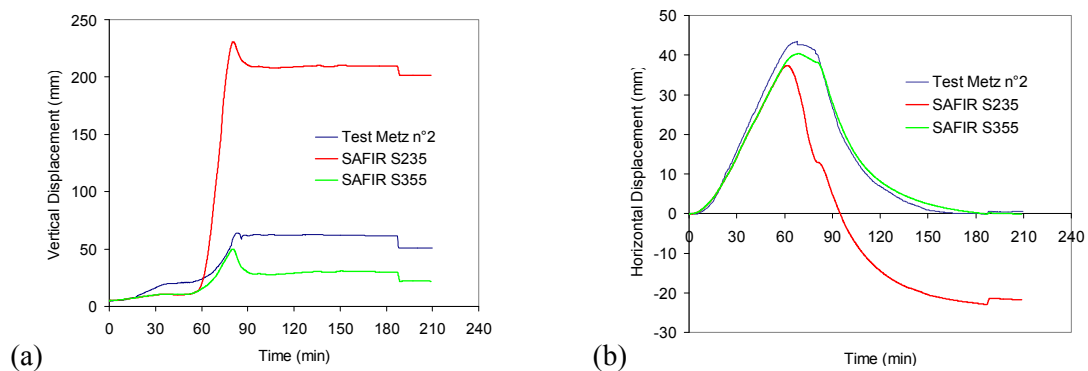 250
200
150
100
50
0
Vertical Displacement (mm)
Test Metz n°2
SAFIR S235
SAFIR S355
0 30 60 90 120 150 180 210 240
Time (min)
(a)
50
40
30
20
10
0
-10
-20
-30
Horizontal Displacement (mm)
Test Metz n°2
SAFIR S235
SAFIR S355
0 30 60 90 120 150 180 210 240
Time (min)
(b)